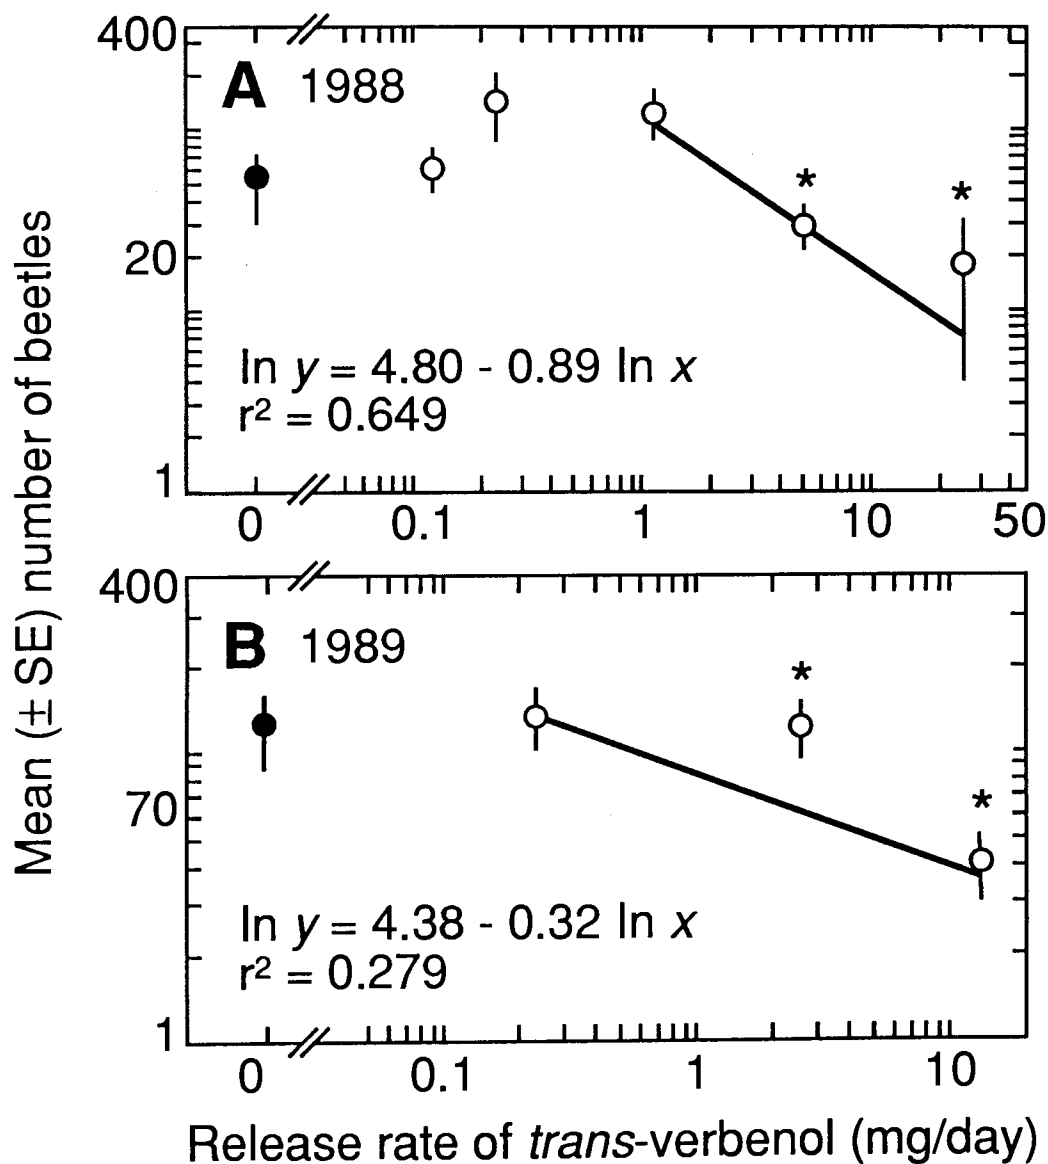 Mean (± SE) number of beetles
400
A 1988
*
*
20
ln y = 4.80 - 0.89 ln x
r² = 0.649
1
0 0.1 1 10 50
400
B 1989
*
*
70
ln y = 4.38 - 0.32 ln x
r² = 0.279
1
0 0.1 1 10
Release rate of trans-verbenol (mg/day)